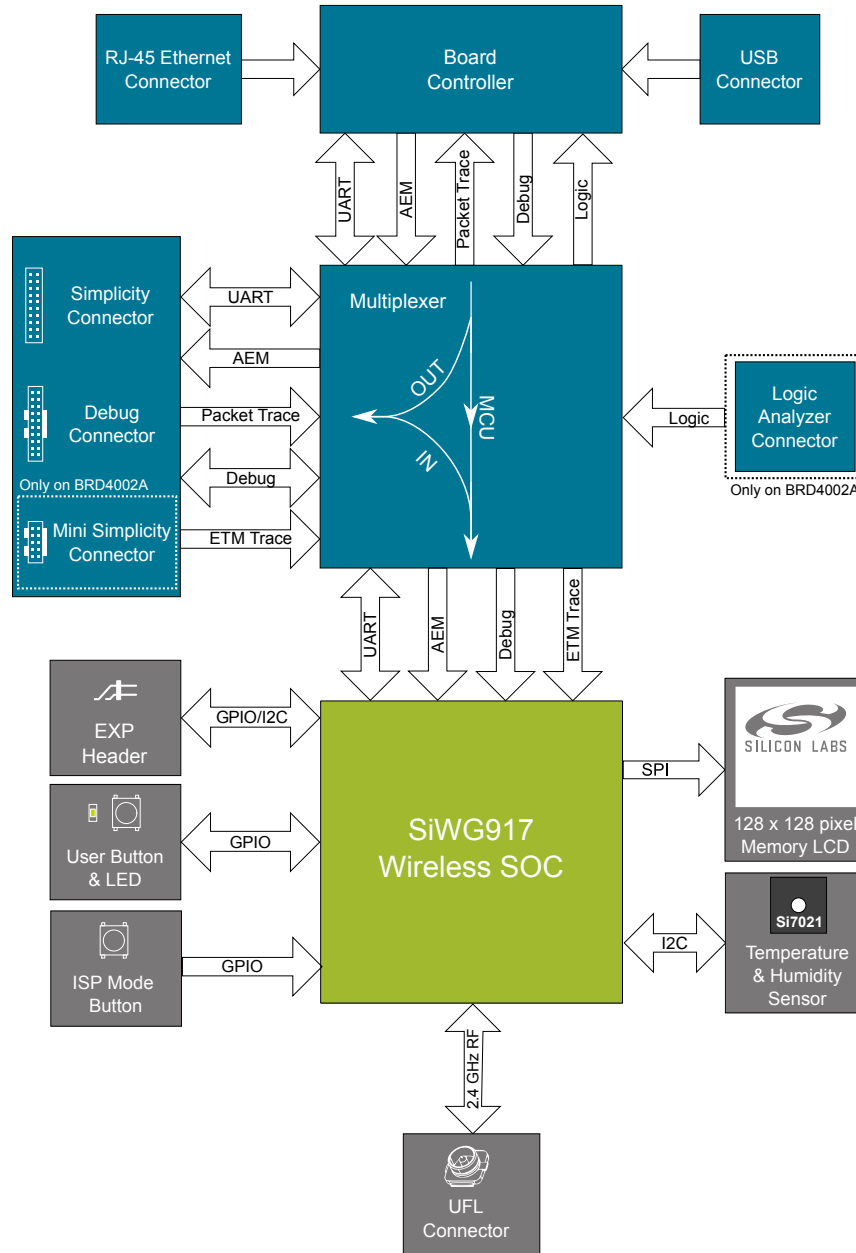 RJ-45 Ethernet
Connector
Board
Controller
USB
Connector
UART
AEM
Packet Trace
Debug
Logic
Simplicity
Connector
Debug
Connector
Only on BRD4002A
Mini Simplicity
Connector
UART
AEM
Packet Trace
Debug
ETM Trace
Multiplexer
OUT
MCU
IN
Logic
Logic
Analyzer
Connector
Only on BRD4002A
UART
AEM
Debug
ETM Trace
EXP
Header
GPIO/I2C
User Button
& LED
GPIO
ISP Mode
Button
GPIO
SiWG917
Wireless SOC
SPI
SILICON LABS
128 x 128 pixel
Memory LCD
I2C
Si7021
Temperature
& Humidity
Sensor
2.4 GHz RF
UFL
Connector